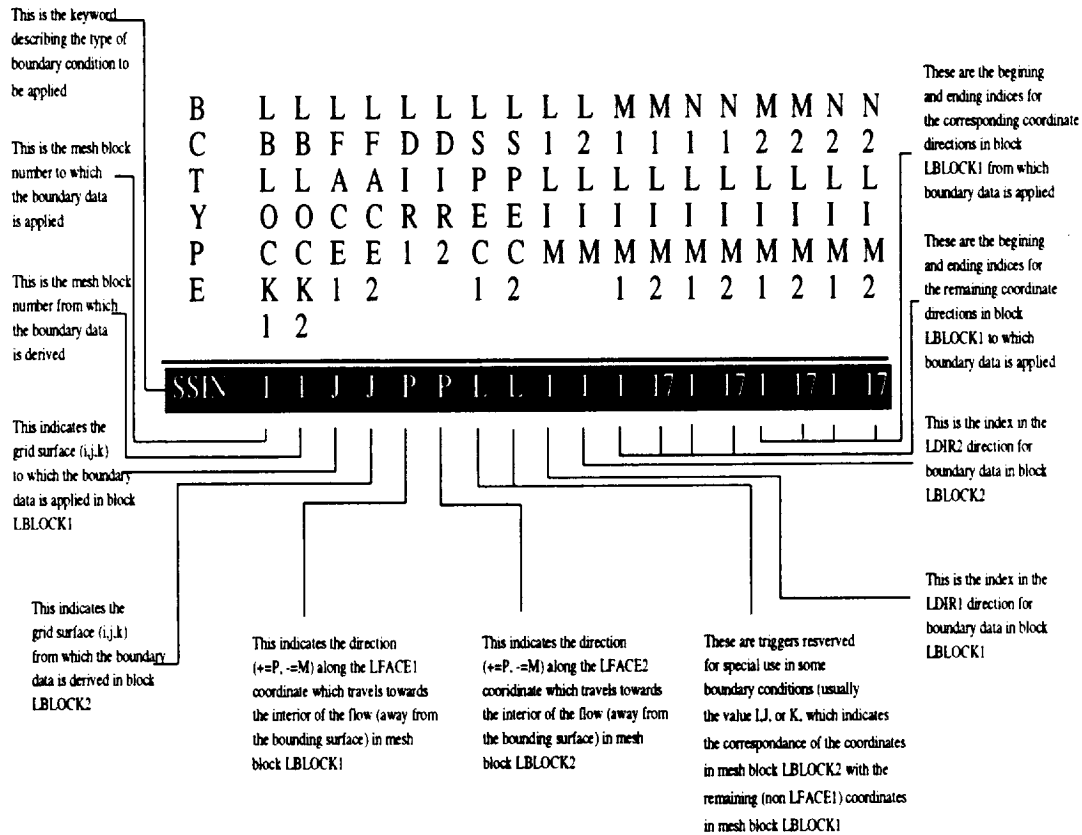 This is the keyword
describing the type of
boundary condition to
be applied
This is the mesh block
number to which
the boundary data
is applied
This is the mesh block
number from which
the boundary data
is derived
This indicates the
grid surface (i,j,k)
to which the boundary
data is applied in block
LBLOCK1
This indicates the
grid surface (i,j,k)
from which the boundary
data is derived in block
LBLOCK2
B L L L L L L L L L L M M N N M M N N
C B B F F D D S S 1 2 1 1 1 1 2 2 2 2
T L L A A I I P P L L L L L L L L L L
Y O O C C R R E E I I I I I I I I I I
P C C E E 1 2 C C M M M M M M M M M M
E K K 1 2 1 2 1 2 1 2 1 2 1 2
1 2
SSIN 1 1 J J P P L L 1 1 1 17 1 17 1 17 1 17
This indicates the direction
(+=P, -=M) along the LFACE1
coordinate which travels towards
the interior of the flow (away from
the bounding surface) in mesh
block LBLOCK1
This indicates the direction
(+=P, -=M) along the LFACE2
cooridinate which travels towards
the interior of the flow (away from
the bounding surface) in mesh
block LBLOCK2
These are triggers resverved
for special use in some
boundary conditions (usually
the value I,J, or K, which indicates
the correspondance of the coordinates
in mesh block LBLOCK2 with the
remaining (non LFACE1) coordinates
in mesh block LBLOCK1
These are the begining
and ending indices for
the corresponding coordinate
directions in block
LBLOCK1 from which
boundary data is applied
These are the begining
and ending indices for
the remaining coordinate
directions in block
LBLOCK1 to which
boundary data is applied
This is the index in the
LDIR2 direction for
boundary data in block
LBLOCK2
This is the index in the
LDIR1 direction for
boundary data in block
LBLOCK1